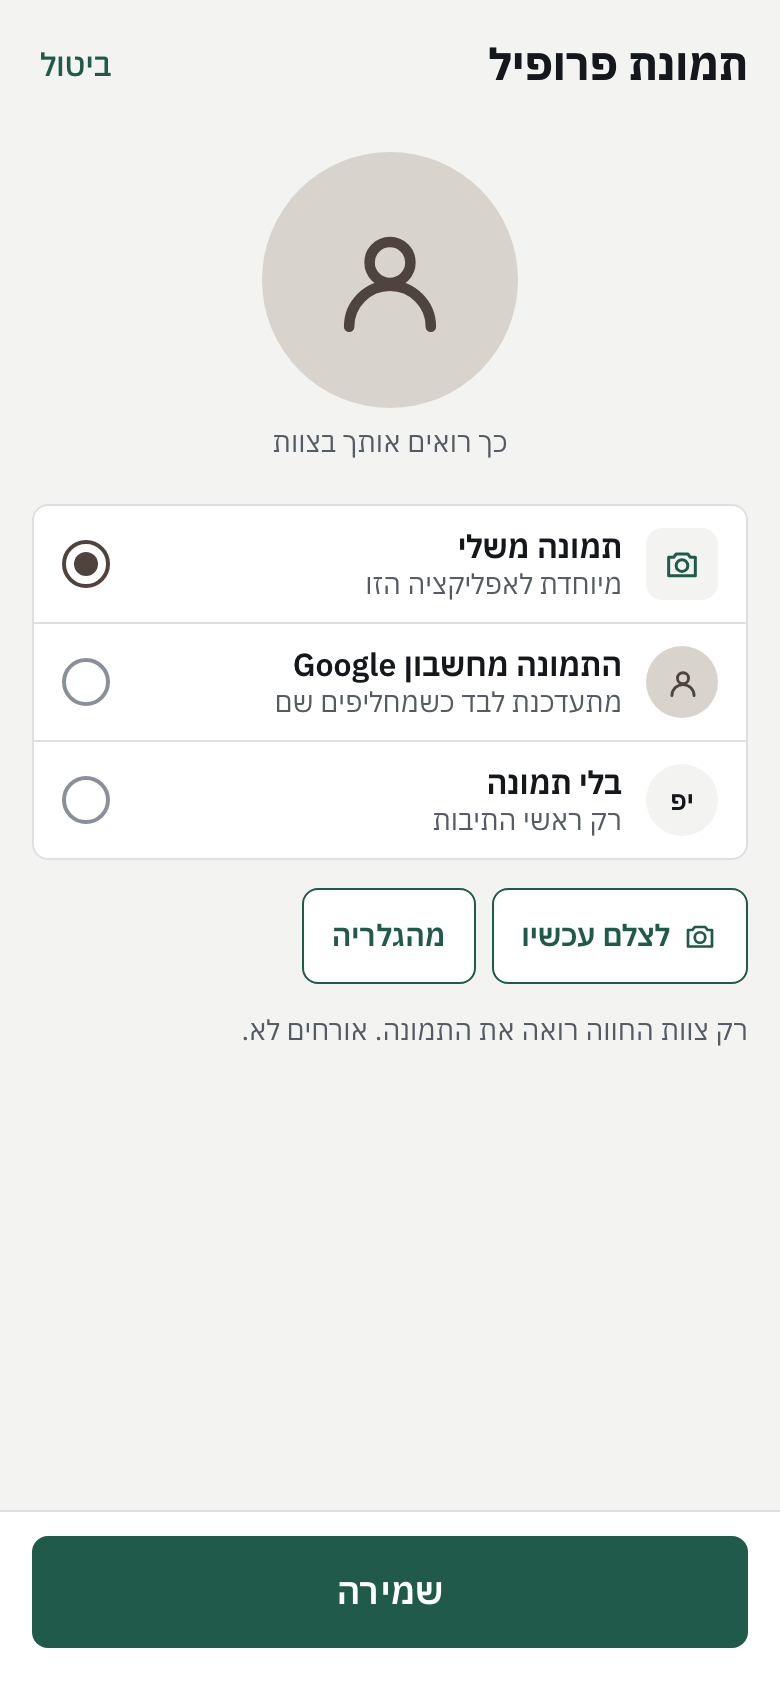 תמונת פרופיל
ביטול
כך רואים אותך בצוות
תמונה משלי
מיוחדת לאפליקציה הזו
התמונה מחשבון Google
מתעדכנת לבד כשמחליפים שם
יפ
בלי תמונה
רק ראשי התיבות
לצלם עכשיו
מהגלריה
רק צוות החווה רואה את התמונה. אורחים לא.
שמירה